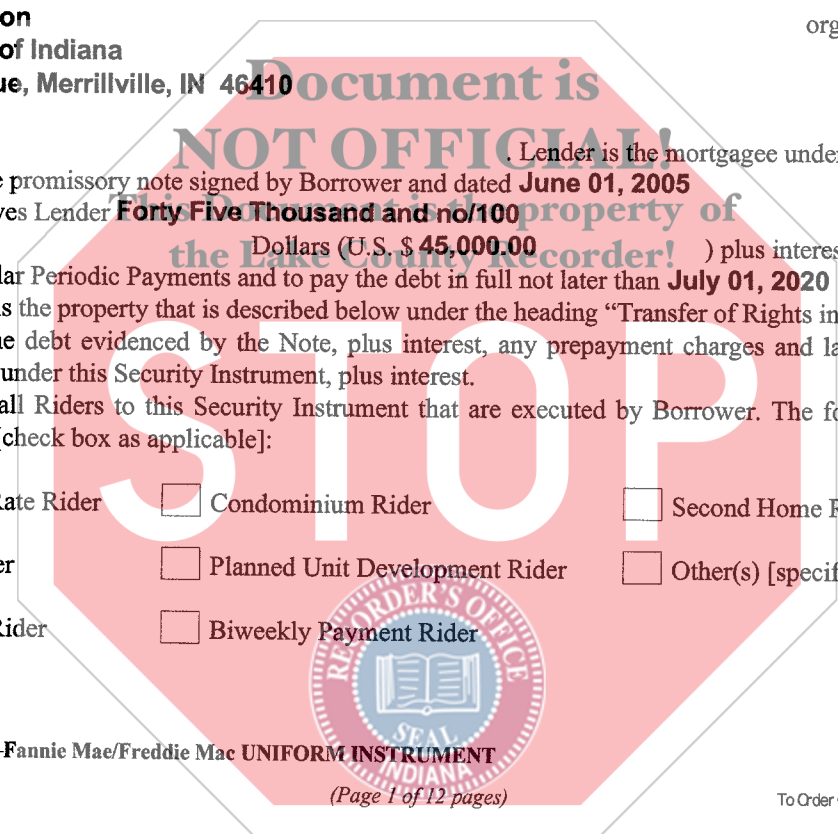 on
org
of Indiana
ue, Merrillville, IN 46410
Document is
NOT OFFICIAL!
. Lender is the mortgagee under
e promissory note signed by Borrower and dated June 01, 2005
This Document is the property of
ves Lender Forty Five Thousand and no/100
the Lake County Recorder!
Dollars (U.S. $ 45,000.00 ) plus interes
lar Periodic Payments and to pay the debt in full not later than July 01, 2020
s the property that is described below under the heading “Transfer of Rights in
e debt evidenced by the Note, plus interest, any prepayment charges and la
under this Security Instrument, plus interest.
all Riders to this Security Instrument that are executed by Borrower. The fo
[check box as applicable]:
STOP
Rate Rider Condominium Rider Second Home R
er Planned Unit Development Rider Other(s) [specif
Rider Biweekly Payment Rider
RECORDER'S OFFICE
SEAL
INDIANA
-Fannie Mae/Freddie Mac UNIFORM INSTRUMENT
(Page 1 of 12 pages)
To Order